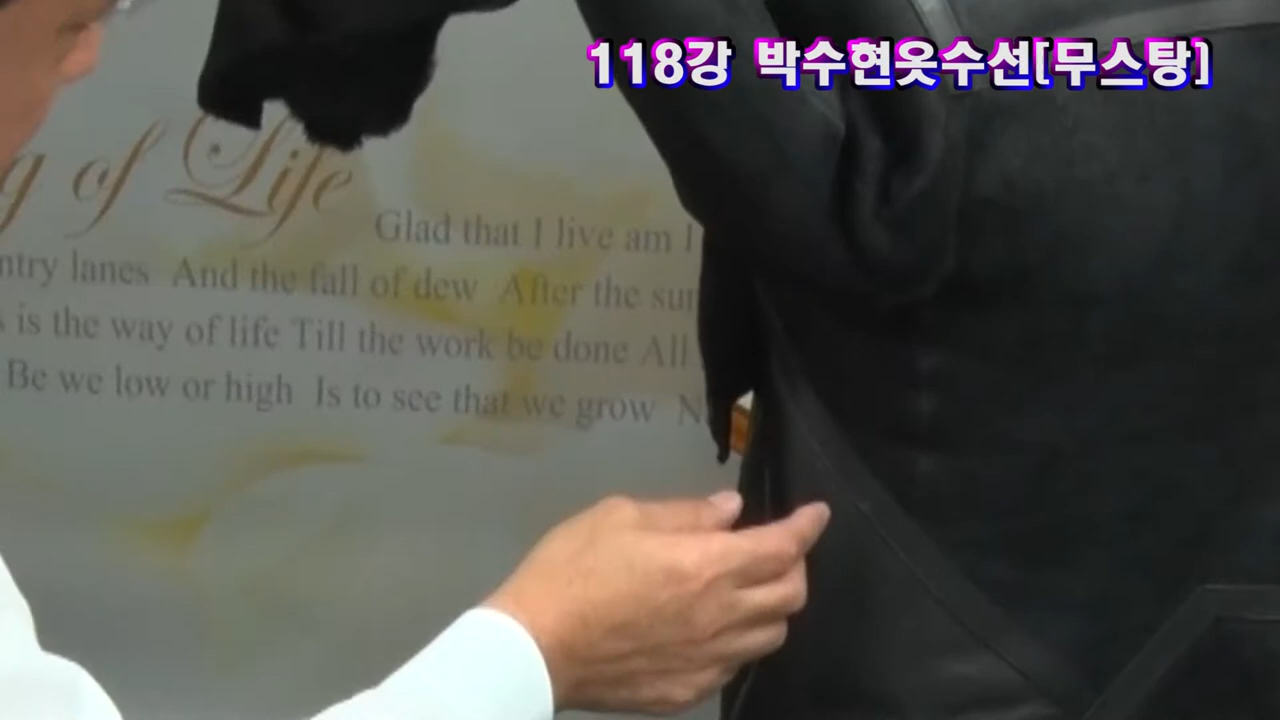 118강 박수현옷수선[무스탕]
of Life
Glad that I live am I
lanes And the fall of dew After the
is the way of life Till the work be done All
Be we low or high Is to see that we grow